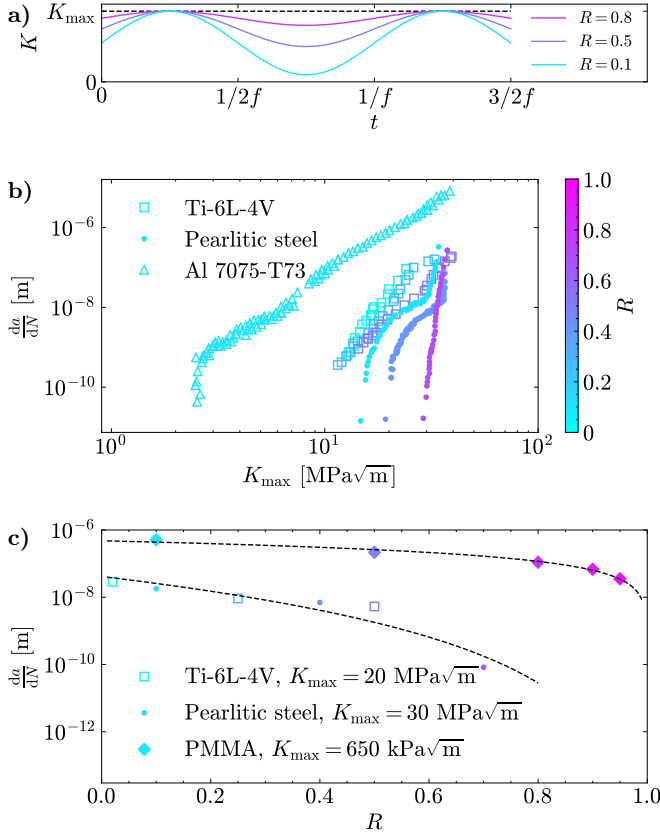 a)
K_max
K
0
R = 0.8
R = 0.5
R = 0.1
0 1/2f 1/f 3/2f
t
b)
Ti-6L-4V
Pearlitic steel
Al 7075-T73
10^−6
10^−8
10^−10
da/dN [m]
10^0 10^1 10^2
K_max [MPa√m]
1.0
0.8
0.6
0.4
0.2
0
R
c)
10^−6
10^−8
10^−10
10^−12
da/dN [m]
Ti-6L-4V, K_max = 20 MPa√m
Pearlitic steel, K_max = 30 MPa√m
PMMA, K_max = 650 kPa√m
0.0 0.2 0.4 0.6 0.8 1.0
R